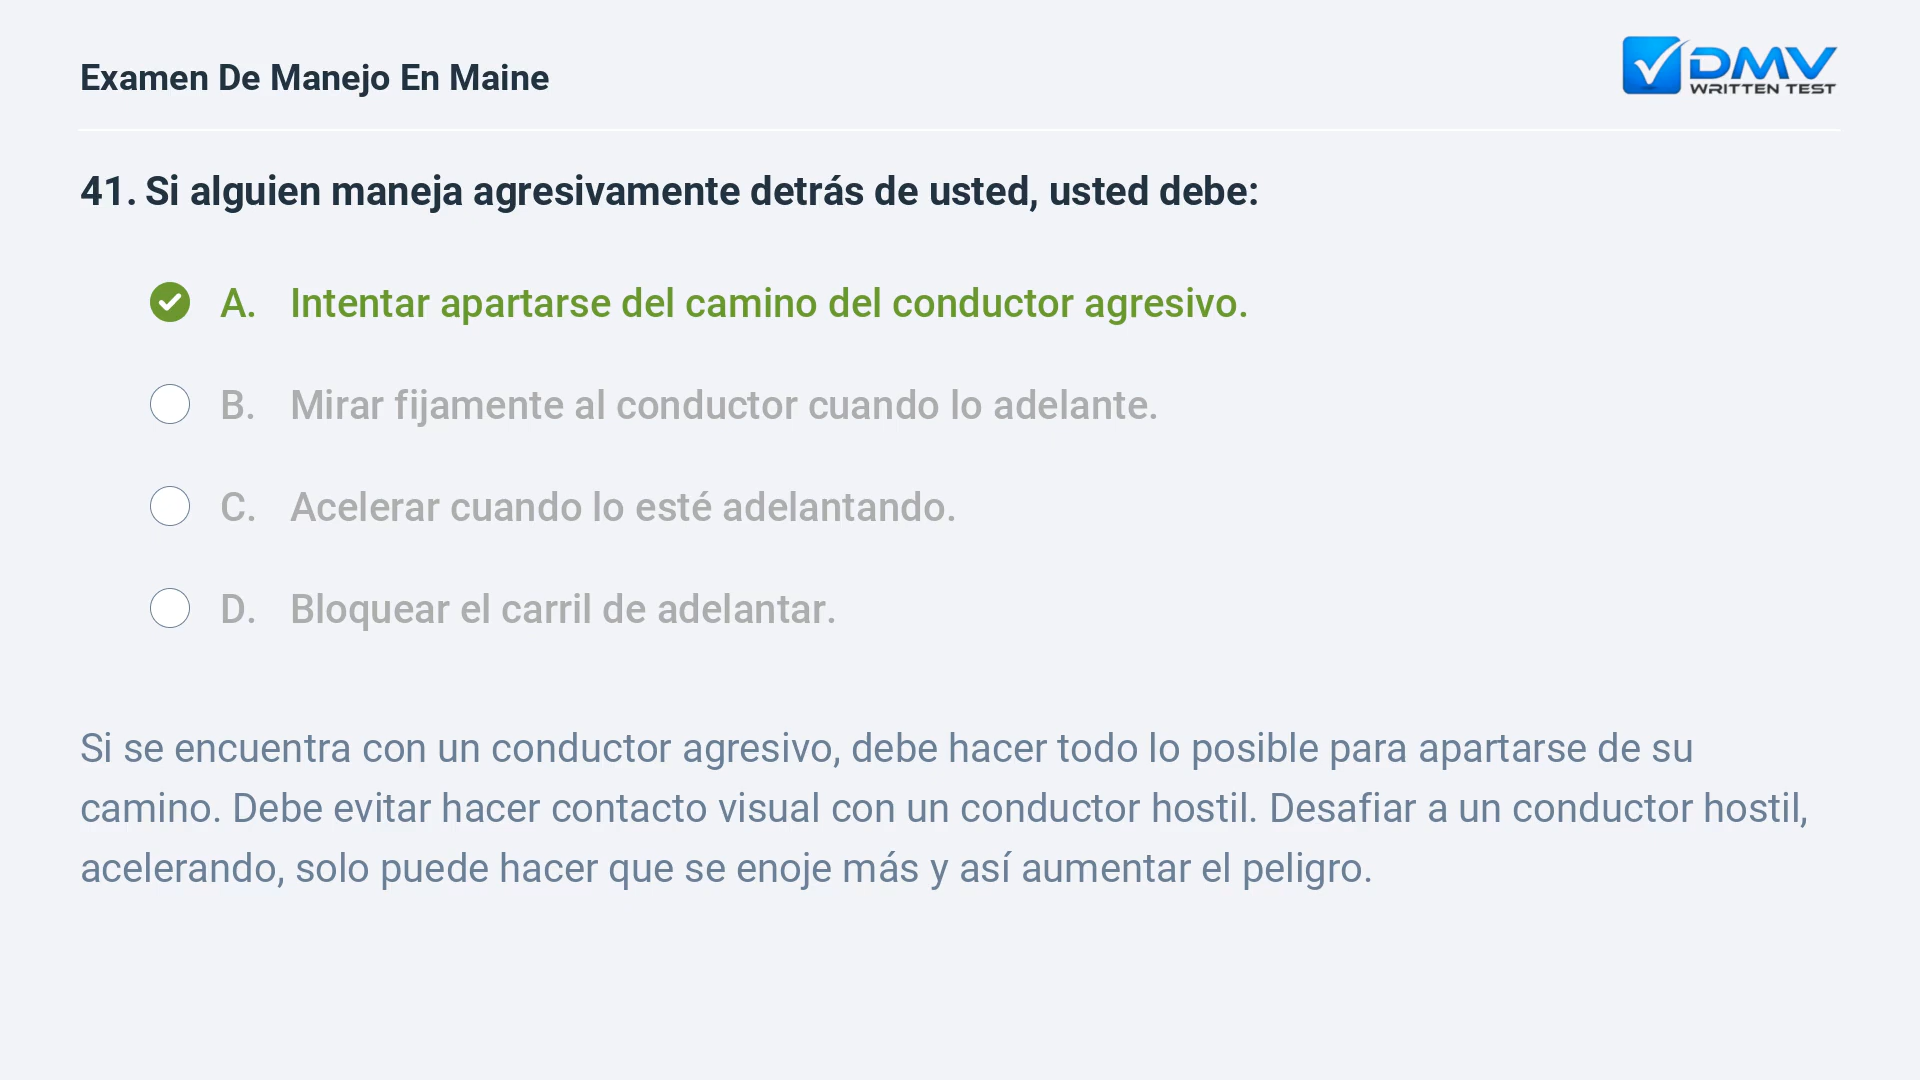 Examen De Manejo En Maine
DMV
WRITTEN TEST
41. Si alguien maneja agresivamente detrás de usted, usted debe:
A. Intentar apartarse del camino del conductor agresivo.
B. Mirar fijamente al conductor cuando lo adelante.
C. Acelerar cuando lo esté adelantando.
D. Bloquear el carril de adelantar.
Si se encuentra con un conductor agresivo, debe hacer todo lo posible para apartarse de su
camino. Debe evitar hacer contacto visual con un conductor hostil. Desafiar a un conductor hostil,
acelerando, solo puede hacer que se enoje más y así aumentar el peligro.